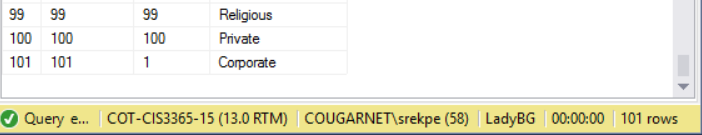 99 99 99 Religious
100 100 100 Private
101 101 1 Corporate
Query e... COT-CIS3365-15 (13.0 RTM) COUGARNET\srekpe (58) LadyBG 00:00:00 101 rows